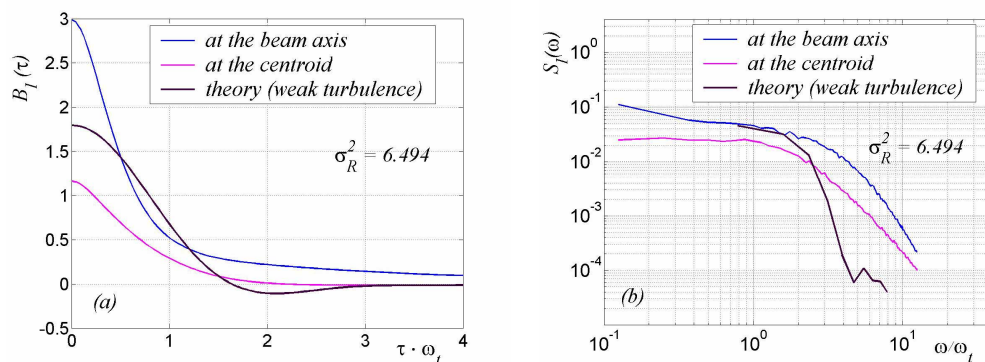 3
2.5
2
1.5
1
0.5
0
-0.5
B_I (τ)
at the beam axis
at the centroid
theory (weak turbulence)
σ_R^2 = 6.494
(a)
0 1 2 3 4
τ · ω_t
10^0
10^-1
10^-2
10^-3
10^-4
S_I(ω)
at the beam axis
at the centroid
theory (weak turbulence)
σ_R^2 = 6.494
(b)
10^-1 10^0 10^1
ω/ω_t